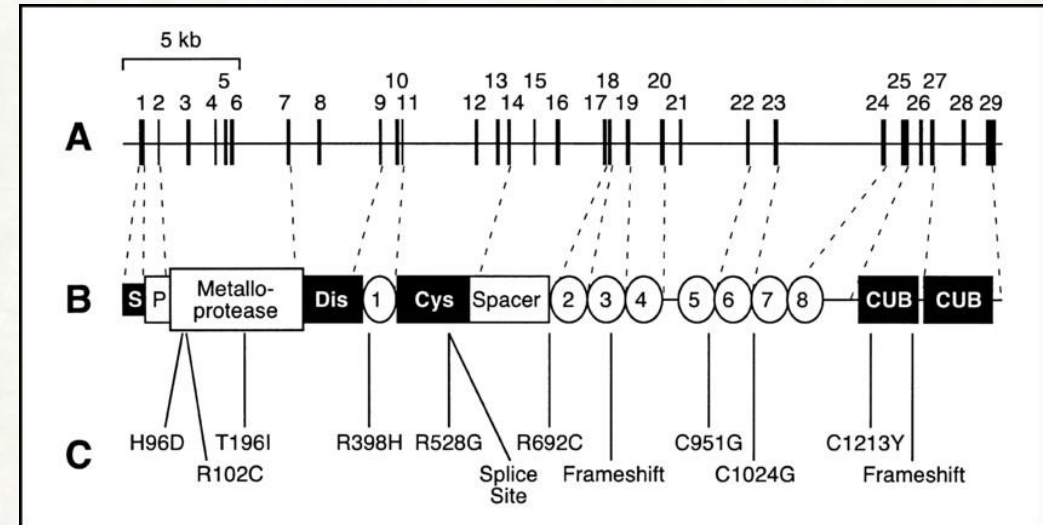 5 kb
5 10 13 15 18 20 25 27
1 2 3 4 6 7 8 9 11 12 14 16 17 19 21 22 23 24 26 28 29
A
B
S P Metallo-
protease
Dis 1 Cys Spacer 2 3 4 5 6 7 8 CUB CUB
C
H96D T196I R398H R528G R692C C951G C1213Y
R102C Splice
Site
Frameshift C1024G Frameshift